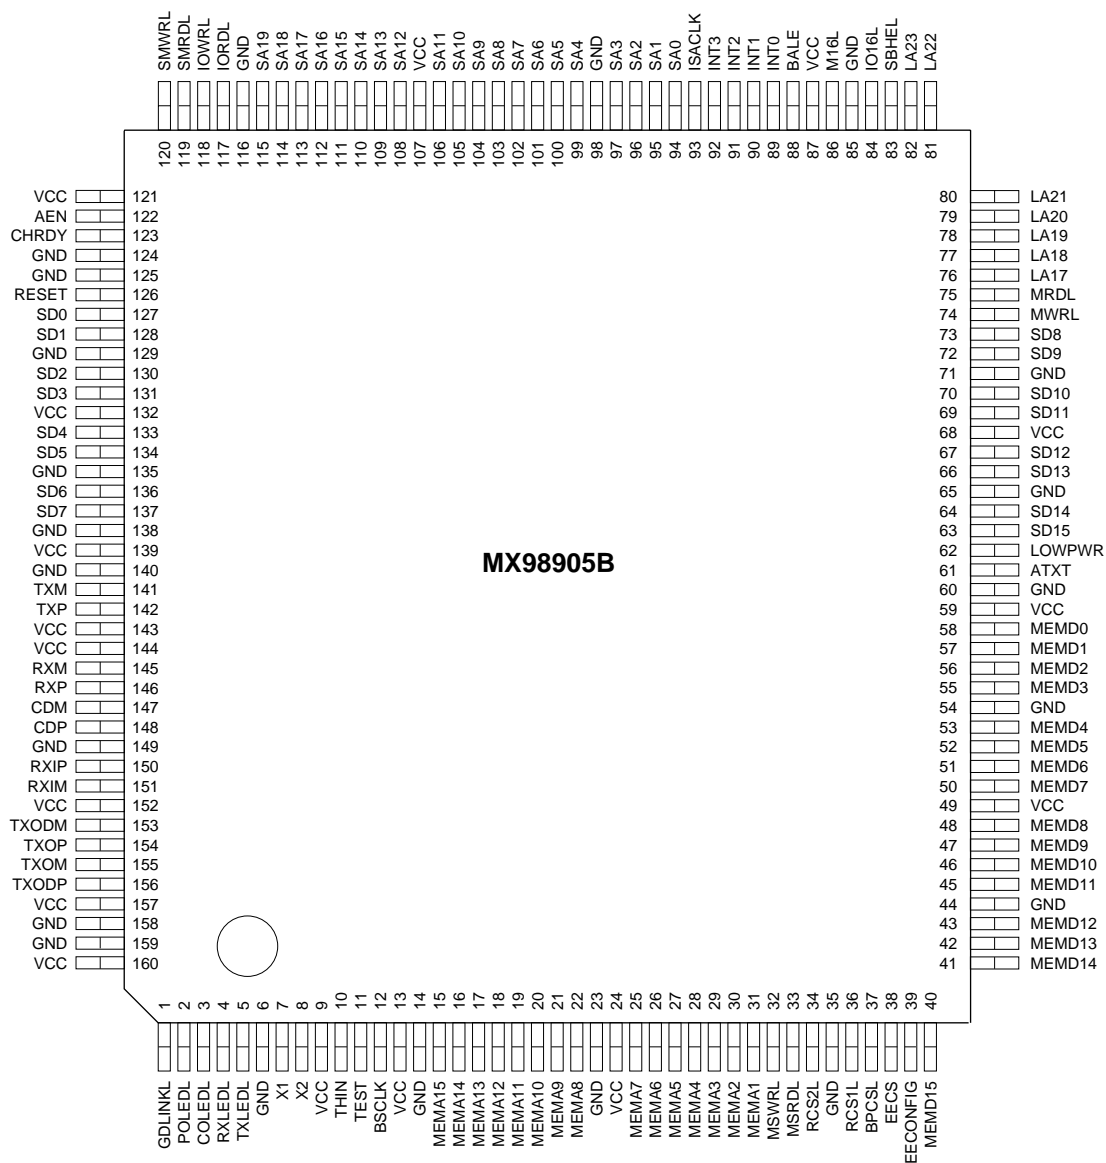 SMWRL SMRDL IOWRL IORDL GND SA19 SA18 SA17 SA16 SA15 SA14 SA13 SA12 VCC SA11 SA10 SA9 SA8 SA7 SA6 SA5 SA4 GND SA3 SA2 SA1 SA0 ISACLK INT3 INT2 INT1 INT0 BALE VCC M16L GND IO16L SBHEL LA23 LA22
120 119 118 117 116 115 114 113 112 111 110 109 108 107 106 105 104 103 102 101 100 99 98 97 96 95 94 93 92 91 90 89 88 87 86 85 84 83 82 81
VCC 121 80 LA21
AEN 122 79 LA20
CHRDY 123 78 LA19
GND 124 77 LA18
GND 125 76 LA17
RESET 126 75 MRDL
SD0 127 74 MWRL
SD1 128 73 SD8
GND 129 72 SD9
SD2 130 71 GND
SD3 131 70 SD10
VCC 132 69 SD11
SD4 133 68 VCC
SD5 134 67 SD12
GND 135 66 SD13
SD6 136 65 GND
SD7 137 64 SD14
GND 138 63 SD15
VCC 139 62 LOWPWR
MX98905B
GND 140 61 ATXT
TXM 141 60 GND
TXP 142 59 VCC
VCC 143 58 MEMD0
VCC 144 57 MEMD1
RXM 145 56 MEMD2
RXP 146 55 MEMD3
CDM 147 54 GND
CDP 148 53 MEMD4
GND 149 52 MEMD5
RXIP 150 51 MEMD6
RXIM 151 50 MEMD7
VCC 152 49 VCC
TXODM 153 48 MEMD8
TXOP 154 47 MEMD9
TXOM 155 46 MEMD10
TXODP 156 45 MEMD11
VCC 157 44 GND
GND 158 43 MEMD12
GND 159 42 MEMD13
VCC 160 41 MEMD14
1 2 3 4 5 6 7 8 9 10 11 12 13 14 15 16 17 18 19 20 21 22 23 24 25 26 27 28 29 30 31 32 33 34 35 36 37 38 39 40
GDLINKL POLEDL COLEDL RXLEDL TXLEDL GND X1 X2 VCC THIN TEST BSCLK VCC GND MEMA15 MEMA14 MEMA13 MEMA12 MEMA11 MEMA10 MEMA9 MEMA8 GND VCC MEMA7 MEMA6 MEMA5 MEMA4 MEMA3 MEMA2 MEMA1 MSWRL MSRDL RCS2L GND RCS1L BPCSL EECS EECONFIG MEMD15